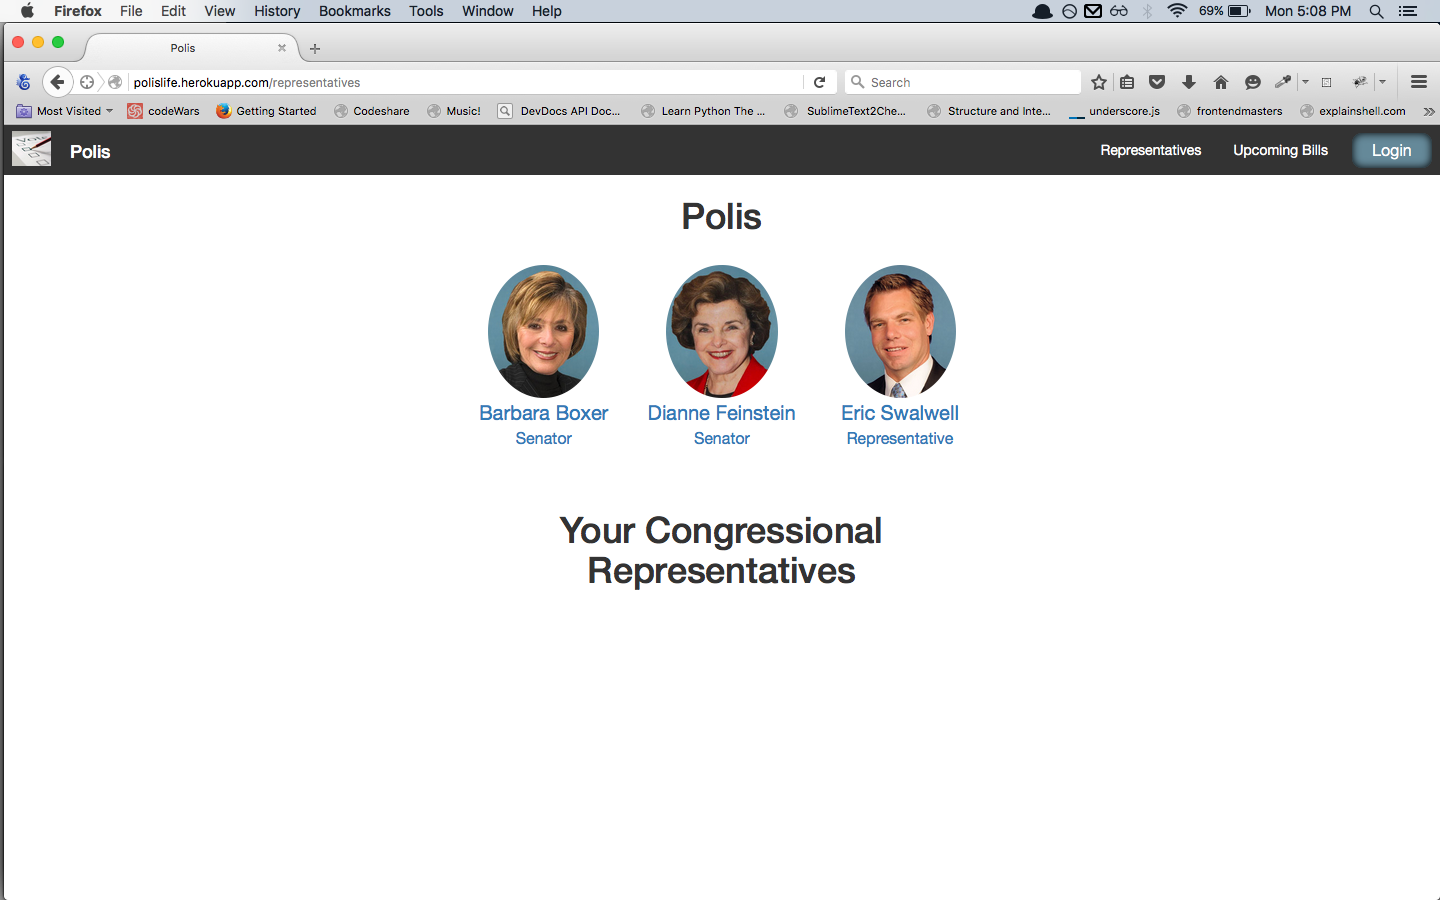 Firefox File Edit View History Bookmarks Tools Window Help 69% Mon 5:08 PM
Polis
polislife.herokuapp.com/representatives Search
Most Visited codeWars Getting Started Codeshare Music! DevDocs API Doc... Learn Python The ... SublimeText2Che... Structure and Inte... underscore.js frontendmasters explainshell.com
Polis Representatives Upcoming Bills Login
Polis
Barbara Boxer Dianne Feinstein Eric Swalwell
Senator Senator Representative
Your Congressional
Representatives